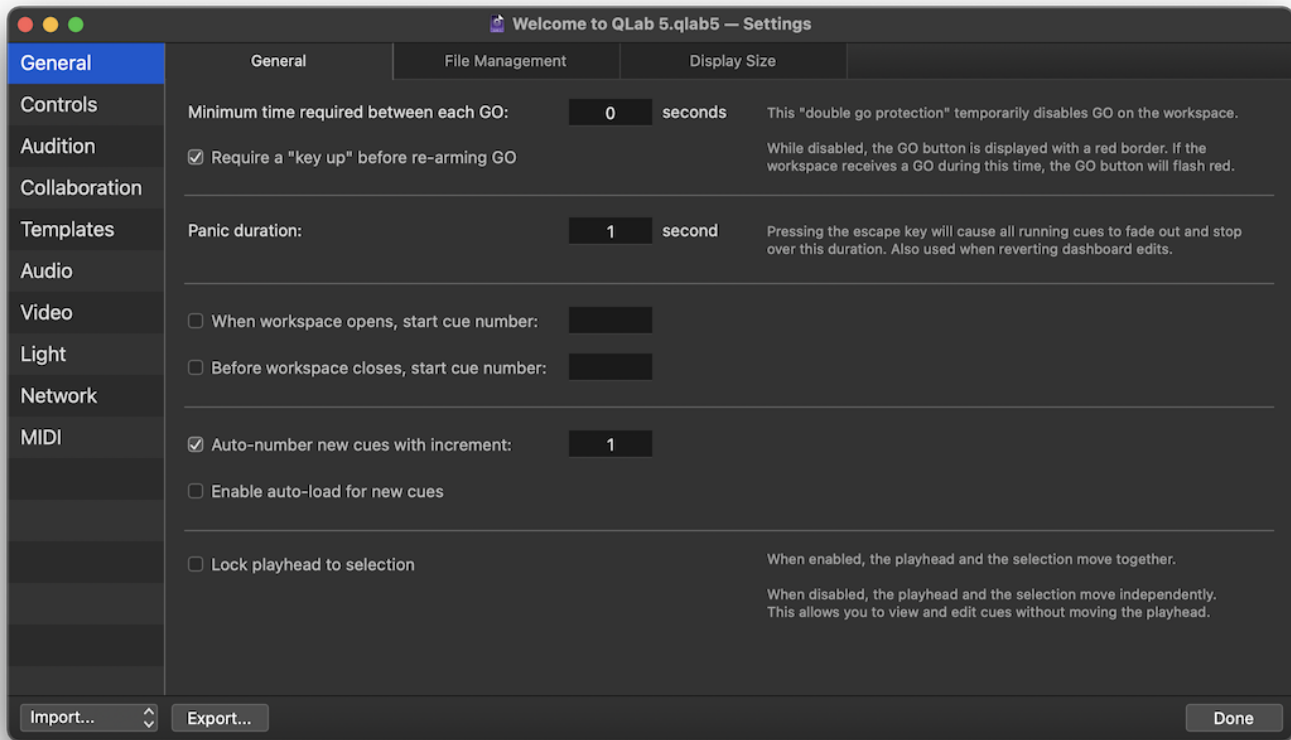 Welcome to QLab 5.qlab5 — Settings
General
Controls
Audition
Collaboration
Templates
Audio
Video
Light
Network
MIDI
General
File Management
Display Size
Minimum time required between each GO: 0 seconds
This "double go protection" temporarily disables GO on the workspace.
Require a "key up" before re-arming GO
While disabled, the GO button is displayed with a red border. If the
workspace receives a GO during this time, the GO button will flash red.
Panic duration: 1 second
Pressing the escape key will cause all running cues to fade out and stop
over this duration. Also used when reverting dashboard edits.
When workspace opens, start cue number:
Before workspace closes, start cue number:
Auto-number new cues with increment: 1
Enable auto-load for new cues
Lock playhead to selection
When enabled, the playhead and the selection move together.
When disabled, the playhead and the selection move independently.
This allows you to view and edit cues without moving the playhead.
Import...
Export...
Done